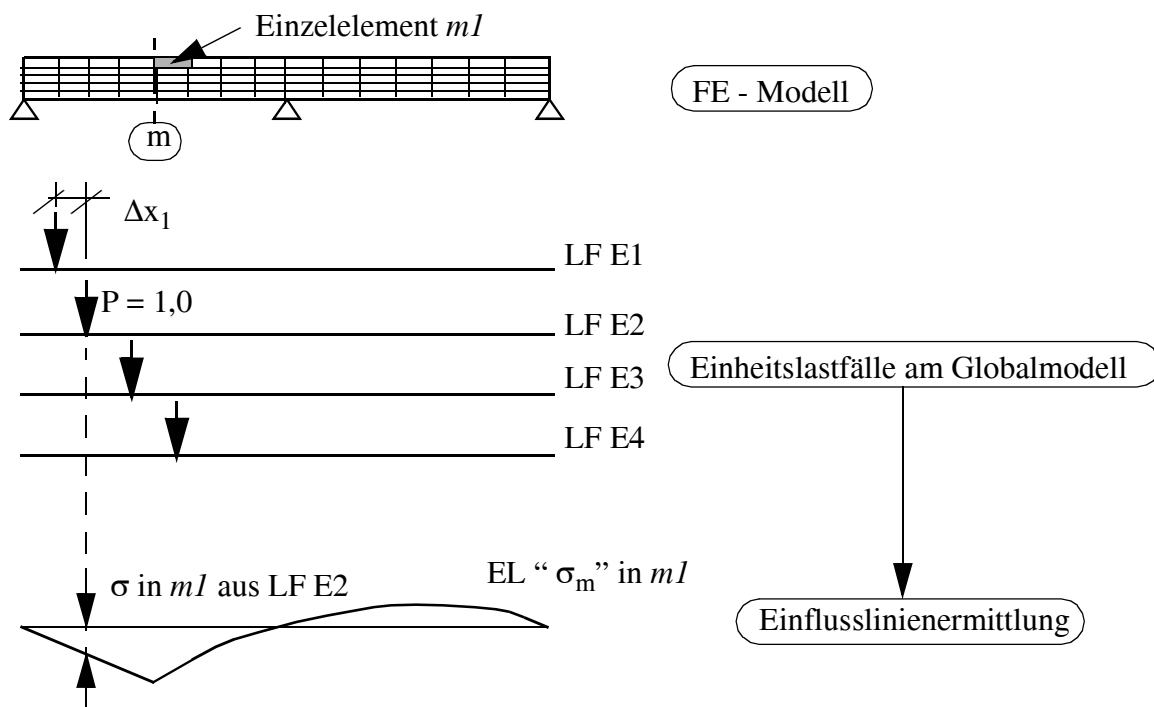 Einzelelement m1
FE - Modell
m
Δx1
LF E1
P = 1,0
LF E2
Einheitslastfälle am Globalmodell
LF E3
LF E4
EL “ σm” in m1
σ in m1 aus LF E2
Einflusslinienermittlung